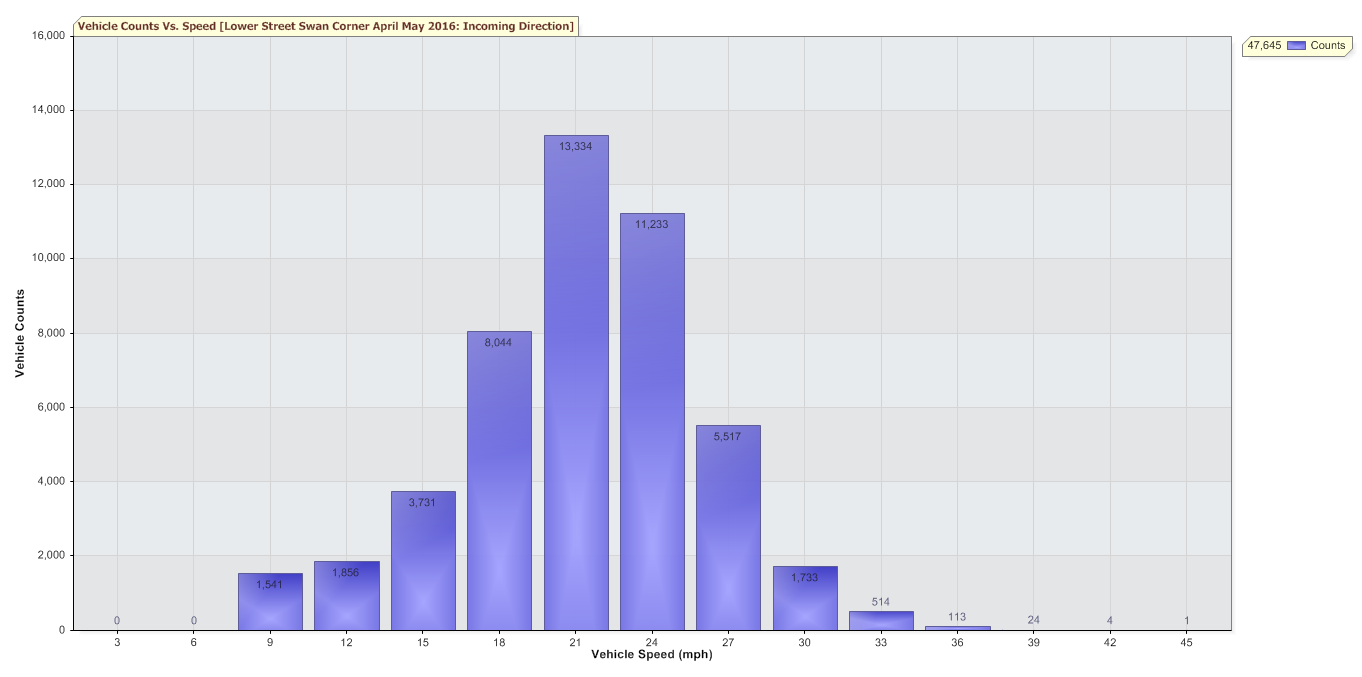 Vehicle Counts Vs. Speed [Lower Street Swan Corner April May 2016: Incoming Direction]
47,645 Counts
16,000
14,000
12,000
10,000
8,000
6,000
4,000
2,000
0
Vehicle Counts
0 0 1,541 1,856 3,731 8,044 13,334 11,233 5,517 1,733 514 113 24 4 1
3 6 9 12 15 18 21 24 27 30 33 36 39 42 45
Vehicle Speed (mph)